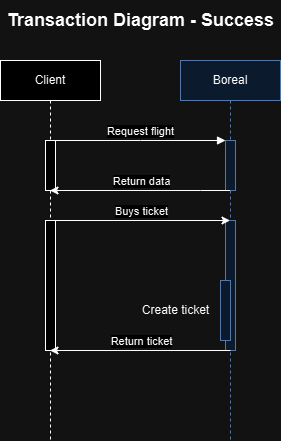 Transaction Diagram - Success
Client
Boreal
Request flight
Return data
Buys ticket
Create ticket
Return ticket